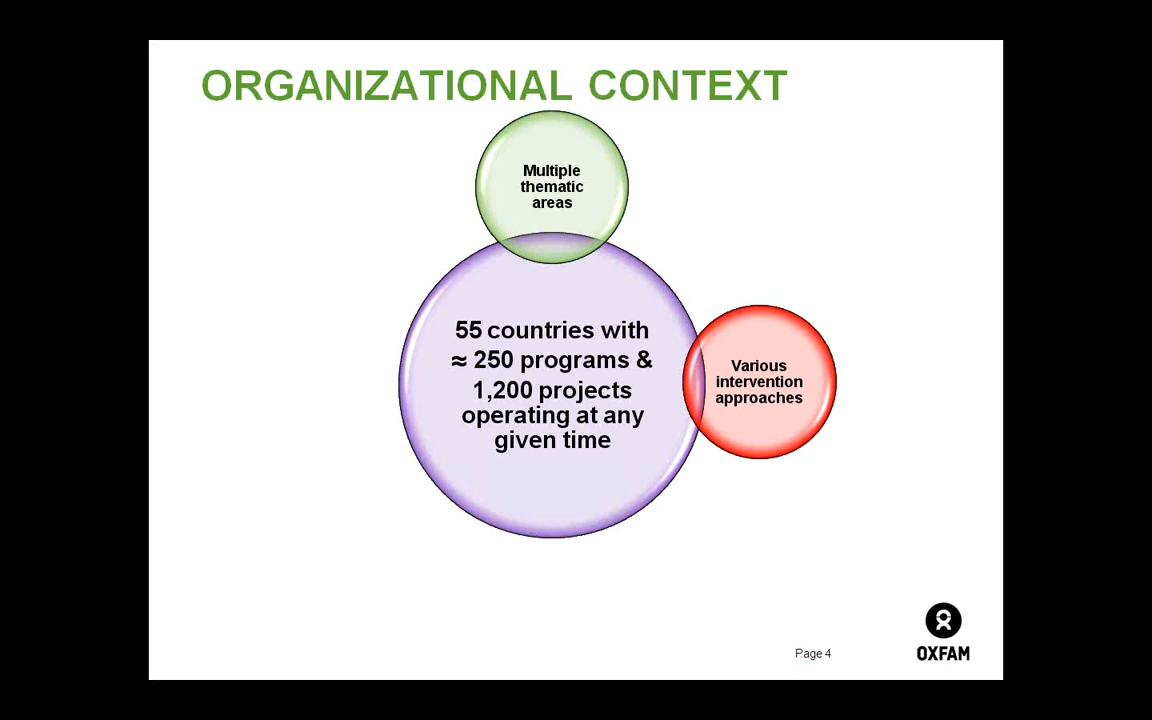 ORGANIZATIONAL CONTEXT
Multiple
thematic
areas
55 countries with
≈ 250 programs &
1,200 projects
operating at any
given time
Various
intervention
approaches
Page 4
OXFAM